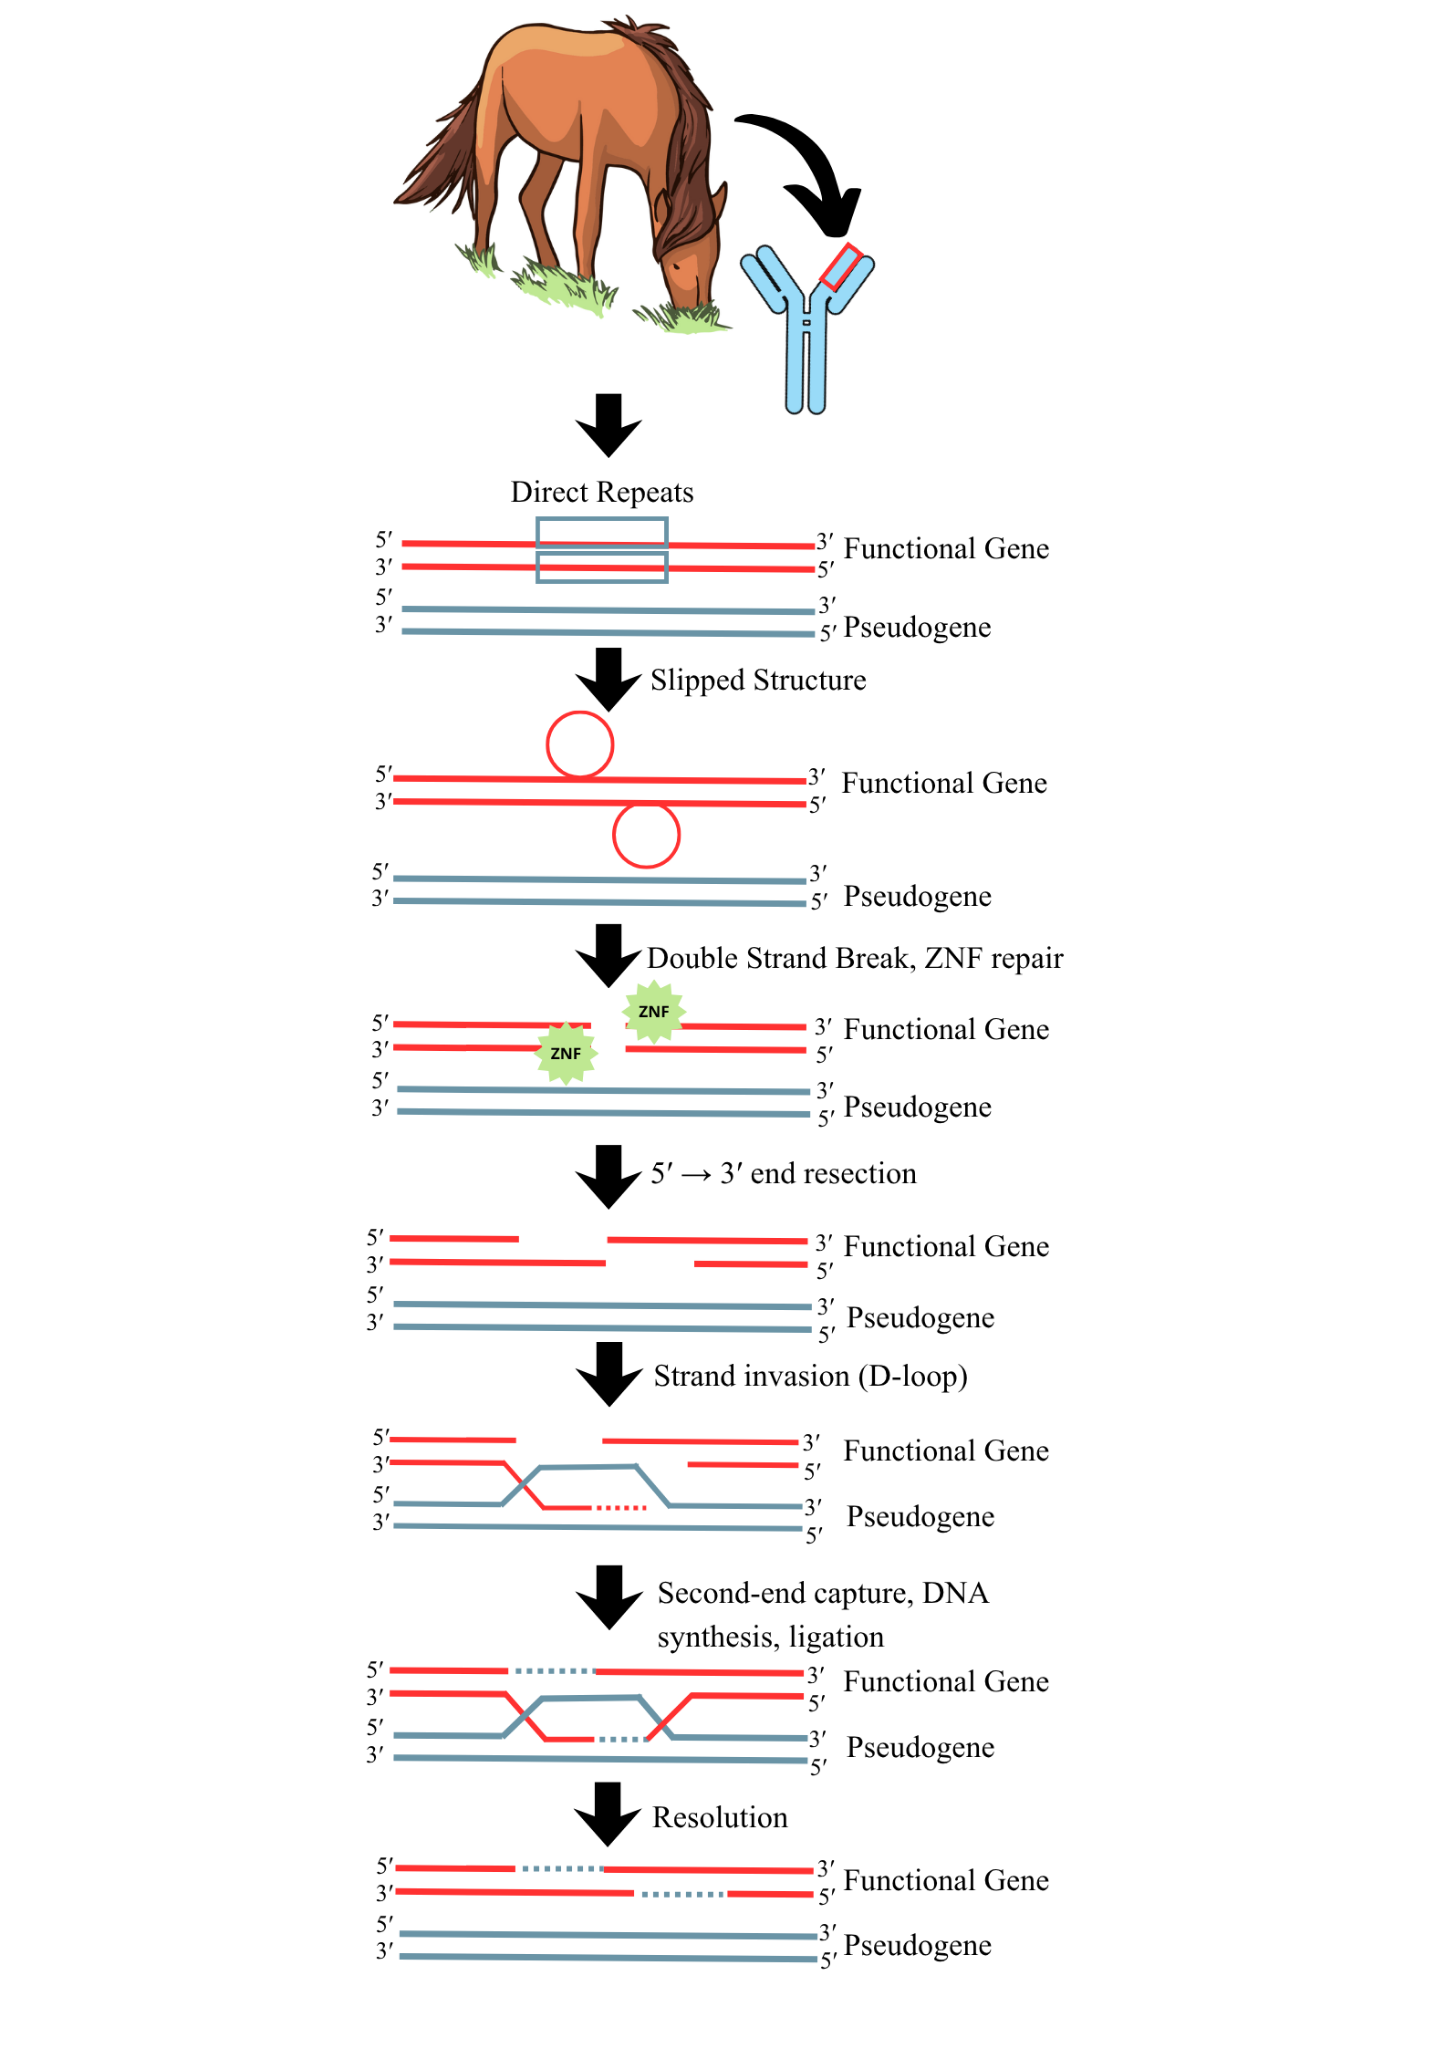 Direct Repeats
5′ 3′ Functional Gene
3′ 5′
5′ 3′
3′ 5′ Pseudogene
Slipped Structure
5′ 3′ Functional Gene
3′ 5′
5′ 3′
3′ 5′ Pseudogene
Double Strand Break, ZNF repair
ZNF
5′ 3′ Functional Gene
3′ ZNF 5′
5′ 3′
3′ 5′ Pseudogene
5′ → 3′ end resection
5′ 3′ Functional Gene
3′ 5′
5′ 3′ Pseudogene
3′ 5′
Strand invasion (D-loop)
5′ 3′ Functional Gene
3′ 5′
5′ 3′ Pseudogene
3′ 5′
Second-end capture, DNA
synthesis, ligation
5′ 3′ Functional Gene
3′ 5′
5′ 3′ Pseudogene
3′ 5′
Resolution
5′ 3′ Functional Gene
3′ 5′
5′ 3′ Pseudogene
3′ 5′